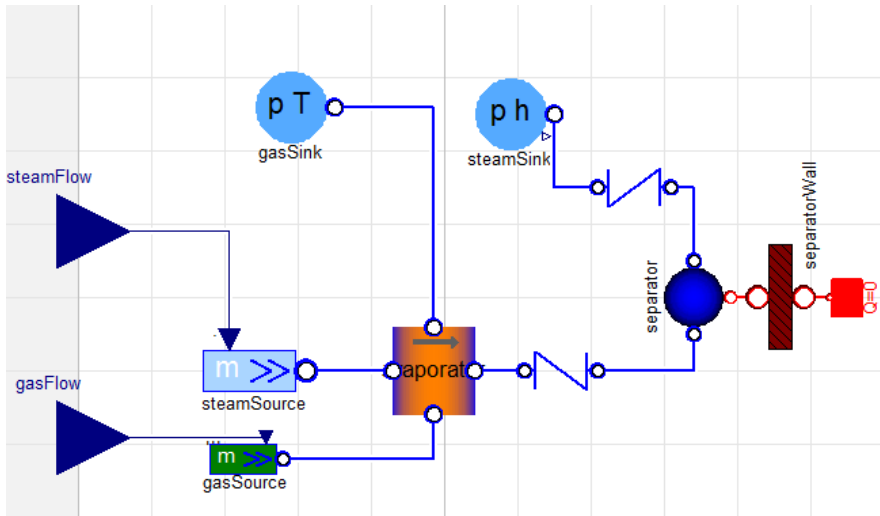 p T
gasSink
p h
steamSink
steamFlow
separatorWall
separator
Q=0
aporat
m >>
steamSource
gasFlow
m >>
gasSource